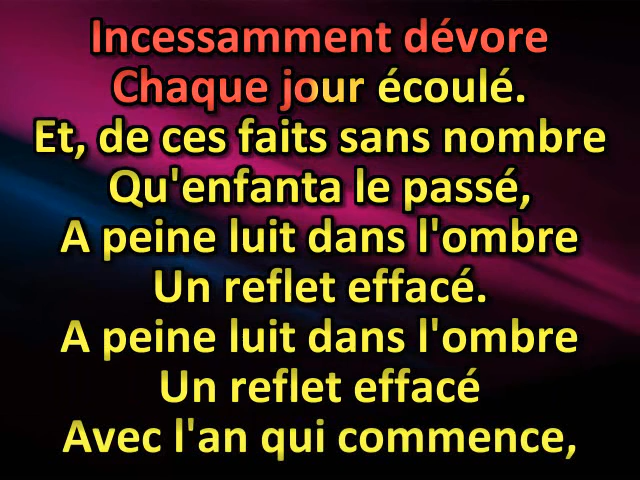 Incessamment dévore
Chaque jour écoulé.
Et, de ces faits sans nombre
Qu'enfanta le passé,
A peine luit dans l'ombre
Un reflet effacé.
A peine luit dans l'ombre
Un reflet effacé
Avec l'an qui commence,